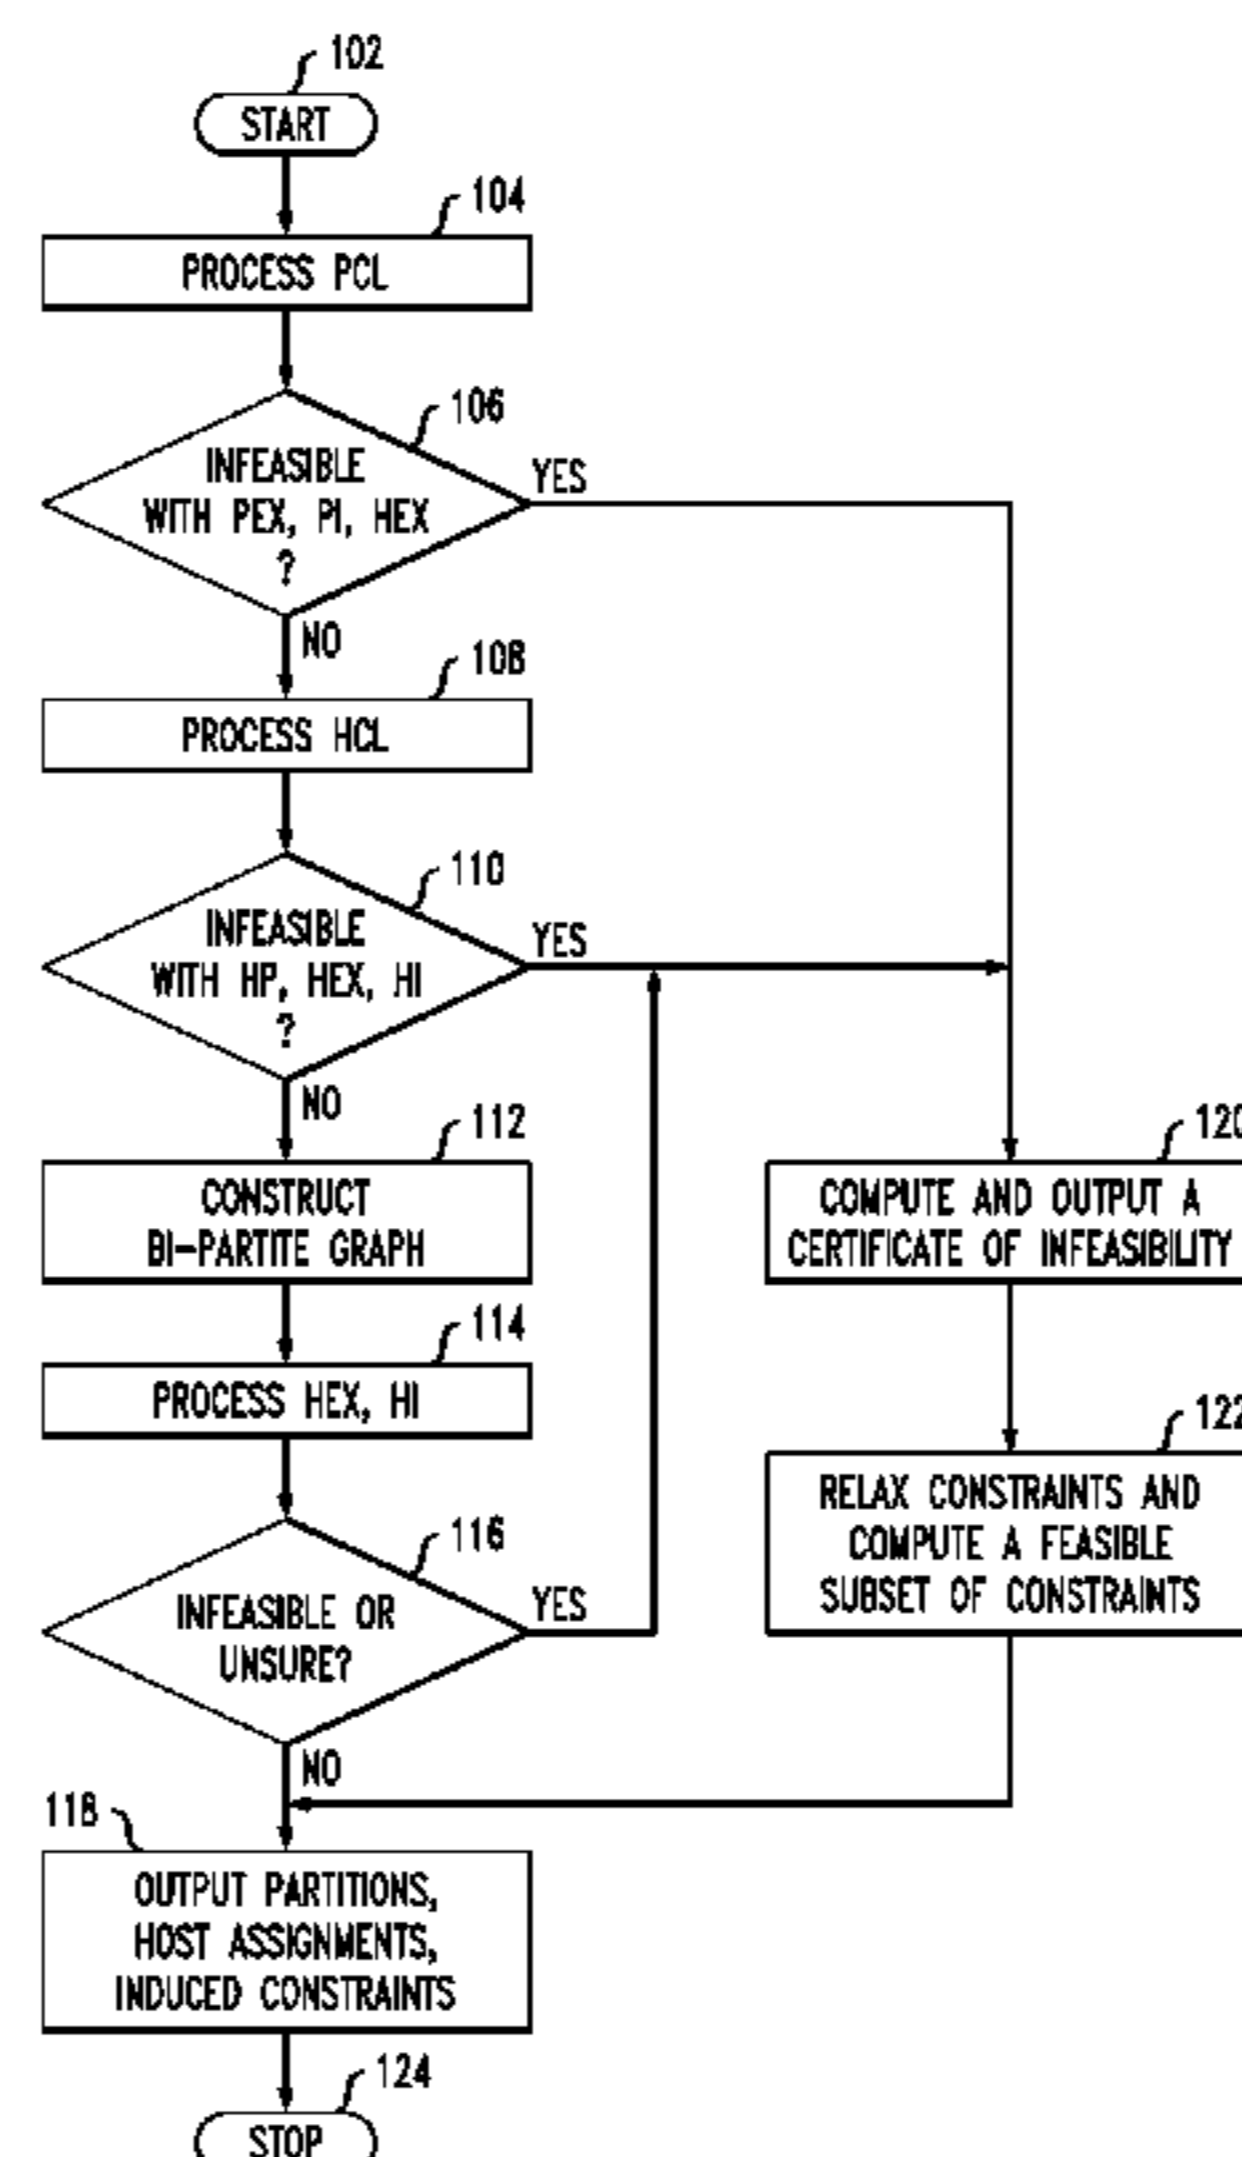 102
START
104
PROCESS PCL
106
INFEASIBLE
WITH PEX, PI, HEX
?
YES
NO
108
PROCESS HCL
110
INFEASIBLE
WITH HP, HEX, HI
?
YES
NO
112
CONSTRUCT
BI-PARTITE GRAPH
120
COMPUTE AND OUTPUT A
CERTIFICATE OF INFEASIBILITY
114
PROCESS HEX, HI
122
RELAX CONSTRAINTS AND
COMPUTE A FEASIBLE
SUBSET OF CONSTRAINTS
116
INFEASIBLE OR
UNSURE?
YES
NO
118
OUTPUT PARTITIONS,
HOST ASSIGNMENTS,
INDUCED CONSTRAINTS
124
STOP